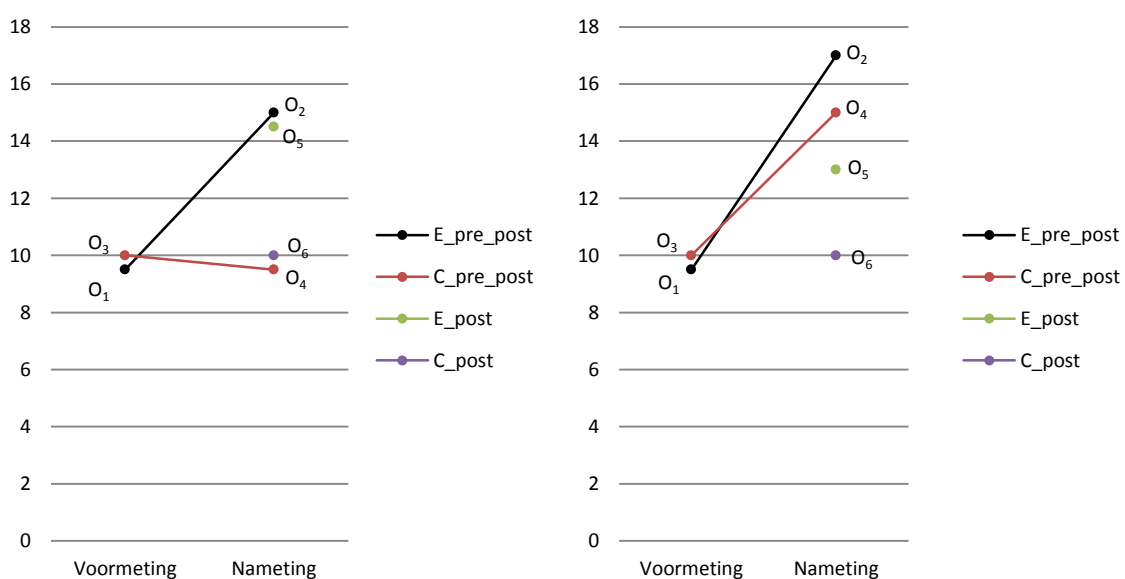 18
16
14
12
10
8
6
4
2
0
O2
O5
O3
O1
O6
O4
Voormeting Nameting
E_pre_post
C_pre_post
E_post
C_post
18
16
14
12
10
8
6
4
2
0
O2
O4
O5
O3
O1
O6
Voormeting Nameting
E_pre_post
C_pre_post
E_post
C_post